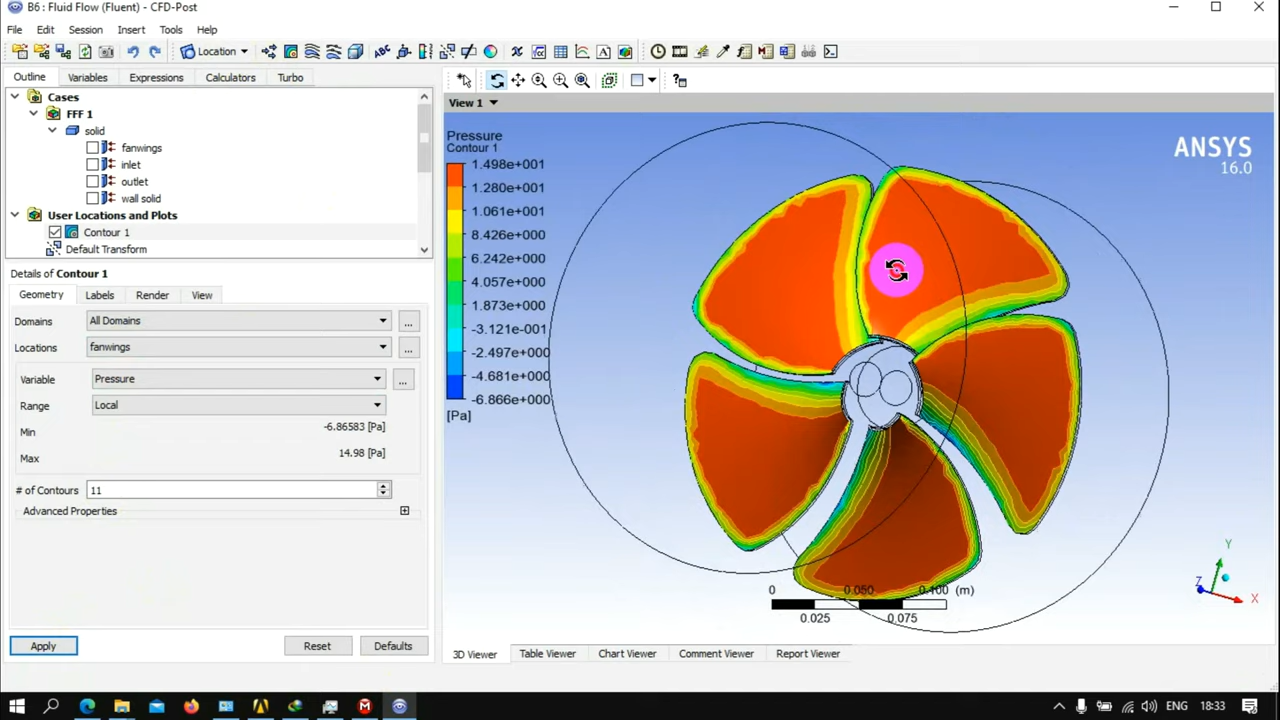 B6 : Fluid Flow (Fluent) - CFD-Post
File Edit Session Insert Tools Help
Location
Outline Variables Expressions Calculators Turbo
Cases
FFF 1
solid
fanwings
inlet
outlet
wall solid
User Locations and Plots
Contour 1
Default Transform
Details of Contour 1
Geometry Labels Render View
Domains All Domains ...
Locations fanwings ...
Variable Pressure ...
Range Local
Min -6.86583 [Pa]
Max 14.98 [Pa]
# of Contours 11
Advanced Properties
Apply Reset Defaults
View 1
Pressure
Contour 1
1.498e+001
1.280e+001
1.061e+001
8.426e+000
6.242e+000
4.057e+000
1.873e+000
-3.121e-001
-2.497e+000
-4.681e+000
-6.866e+000
[Pa]
ANSYS
16.0
0 0.050 0.100 (m)
0.025 0.075
Y
Z
X
3D Viewer Table Viewer Chart Viewer Comment Viewer Report Viewer
ENG 18:33